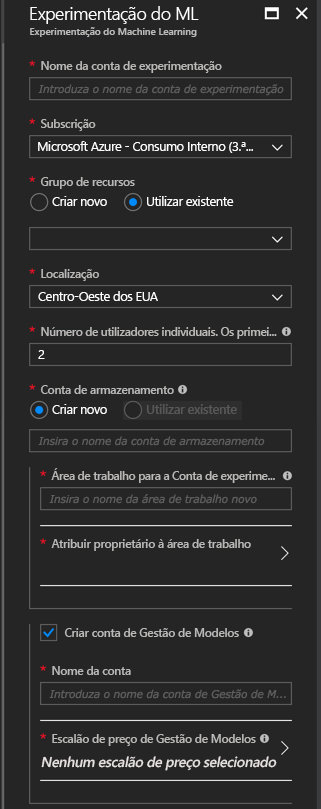 Experimentação do ML
Experimentação do Machine Learning
* Nome da conta de experimentação
Introduza o nome da conta de experimentação
* Subscrição
Microsoft Azure - Consumo Interno (3.ª...
* Grupo de recursos
Criar novo Utilizar existente
* Localização
Centro-Oeste dos EUA
* Número de utilizadores individuais. Os primei...
2
* Conta de armazenamento
Criar novo Utilizar existente
Insira o nome da conta de armazenamento
* Área de trabalho para a Conta de experime...
Insira o nome da área de trabalho novo
* Atribuir proprietário à área de trabalho
Criar conta de Gestão de Modelos
* Nome da conta
Introduza o nome da conta de Gestão de M...
* Escalão de preço de Gestão de Modelos
Nenhum escalão de preço selecionado